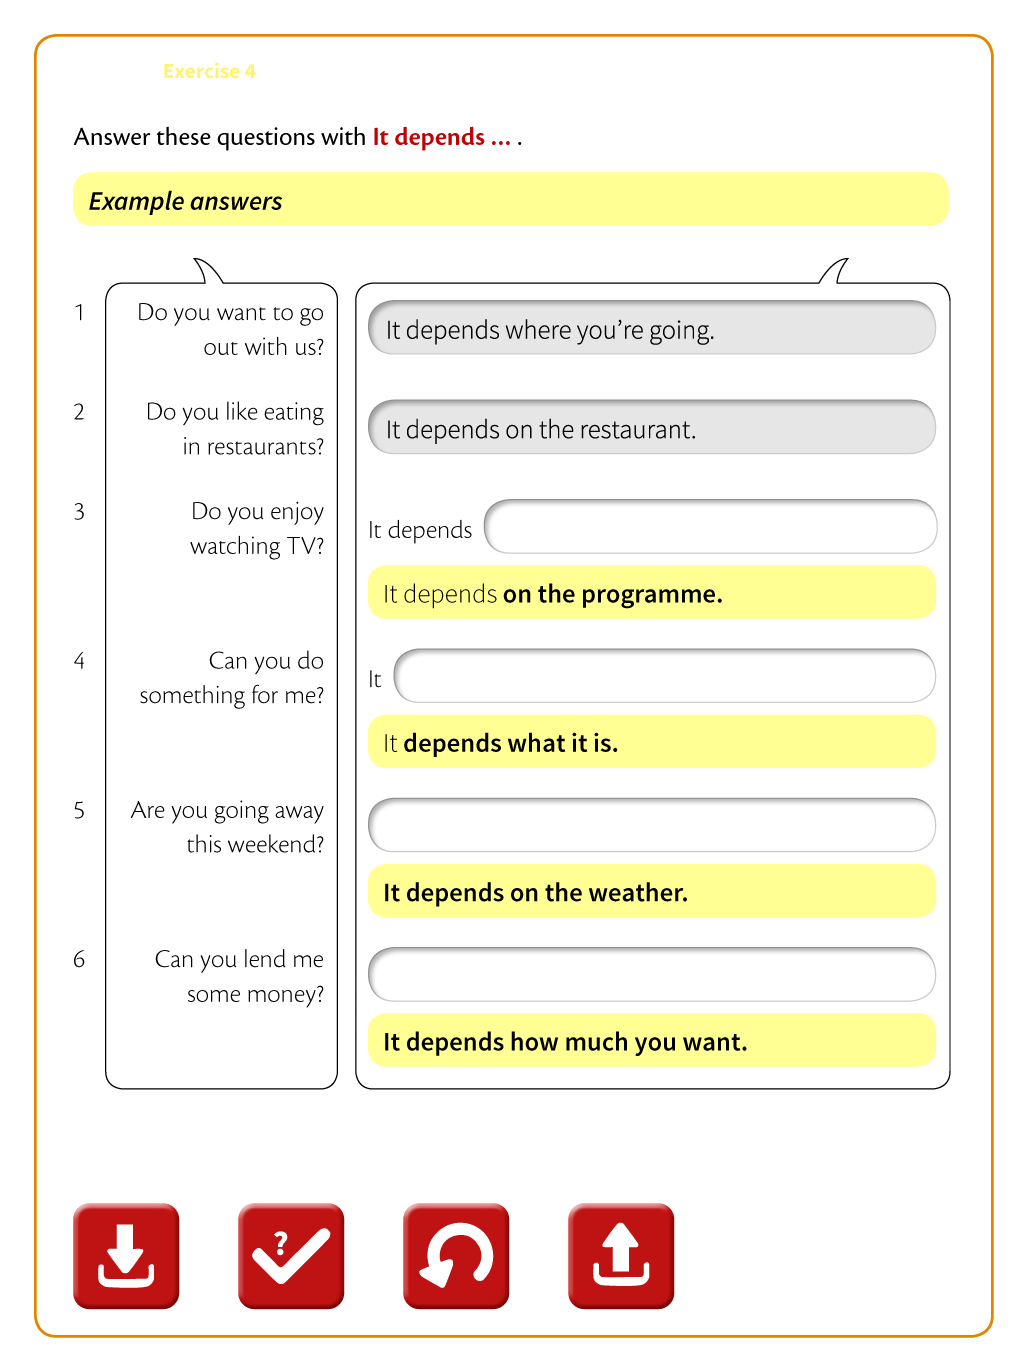 Exercise 4
Answer these questions with It depends ... .
Example answers
1 Do you want to go
out with us?
It depends where you’re going.
2 Do you like eating
in restaurants?
It depends on the restaurant.
3 Do you enjoy
watching TV?
It depends
It depends on the programme.
4 Can you do
something for me?
It
It depends what it is.
5 Are you going away
this weekend?
It depends on the weather.
6 Can you lend me
some money?
It depends how much you want.
?